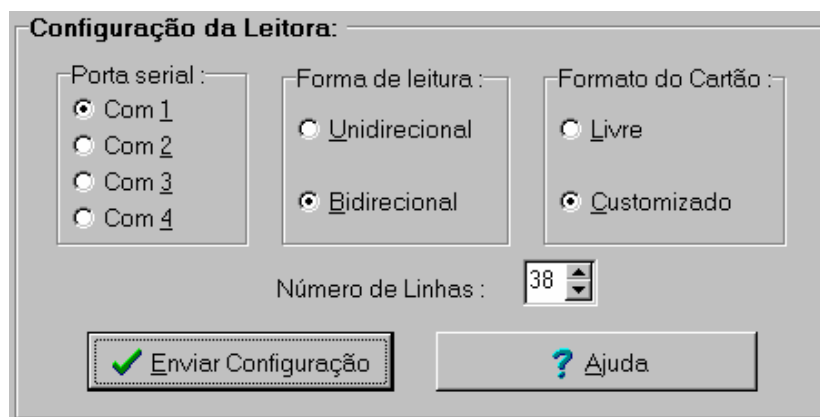 Configuração da Leitora:
Porta serial :
Com 1
Com 2
Com 3
Com 4
Forma de leitura :
Unidirecional
Bidirecional
Formato do Cartão :
Livre
Customizado
Número de Linhas : 38
Enviar Configuração
? Ajuda